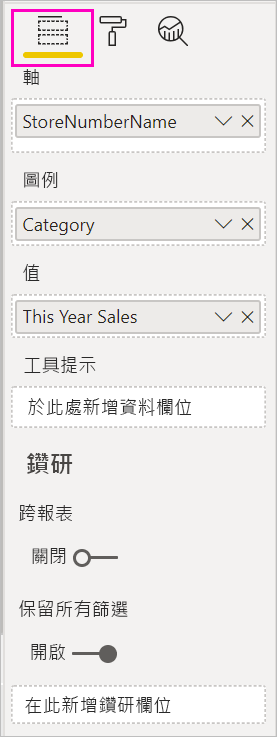 軸
StoreNumberName
圖例
Category
值
This Year Sales
工具提示
於此處新增資料欄位
鑽研
跨報表
關閉
保留所有篩選
開啟
在此新增鑽研欄位